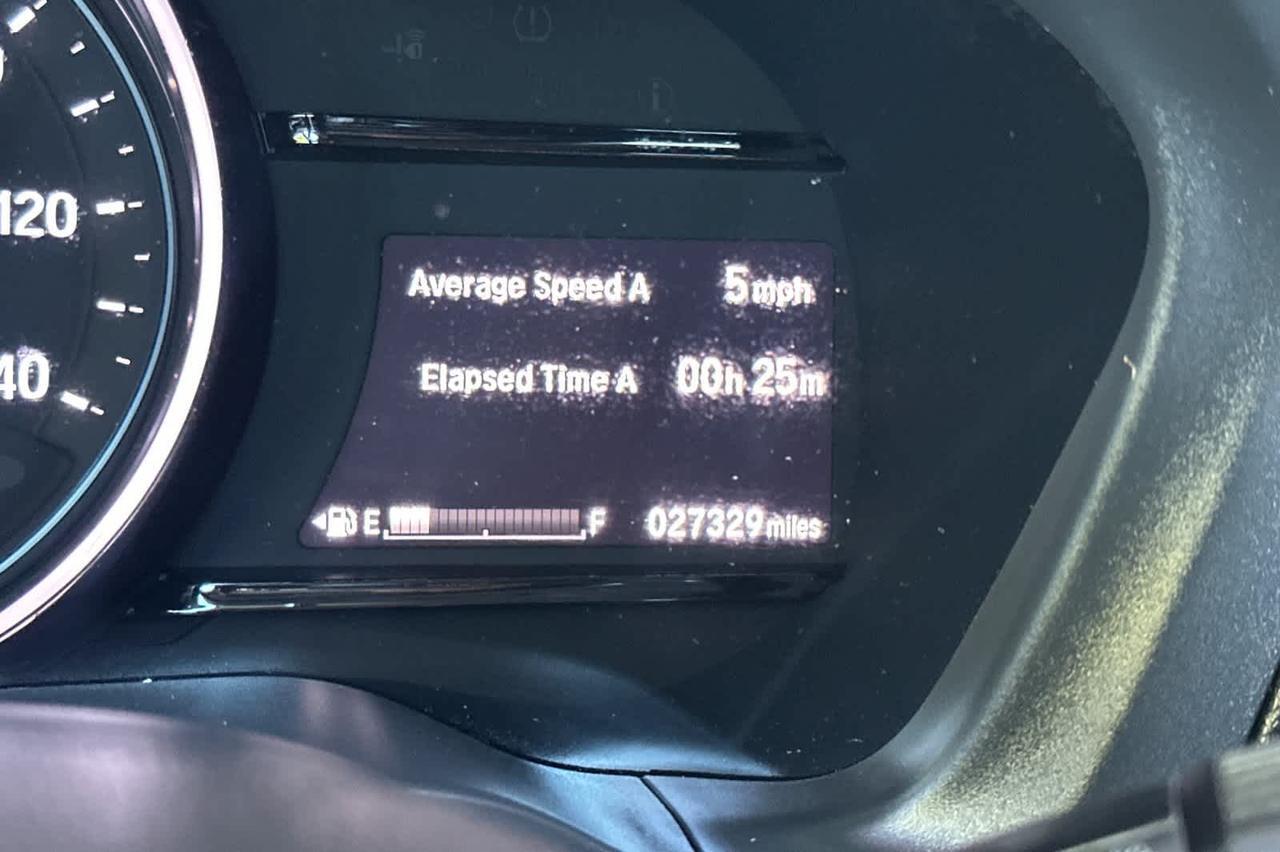 120
40
Average Speed A 5 mph
Elapsed Time A 00h 25m
E F 027329 miles